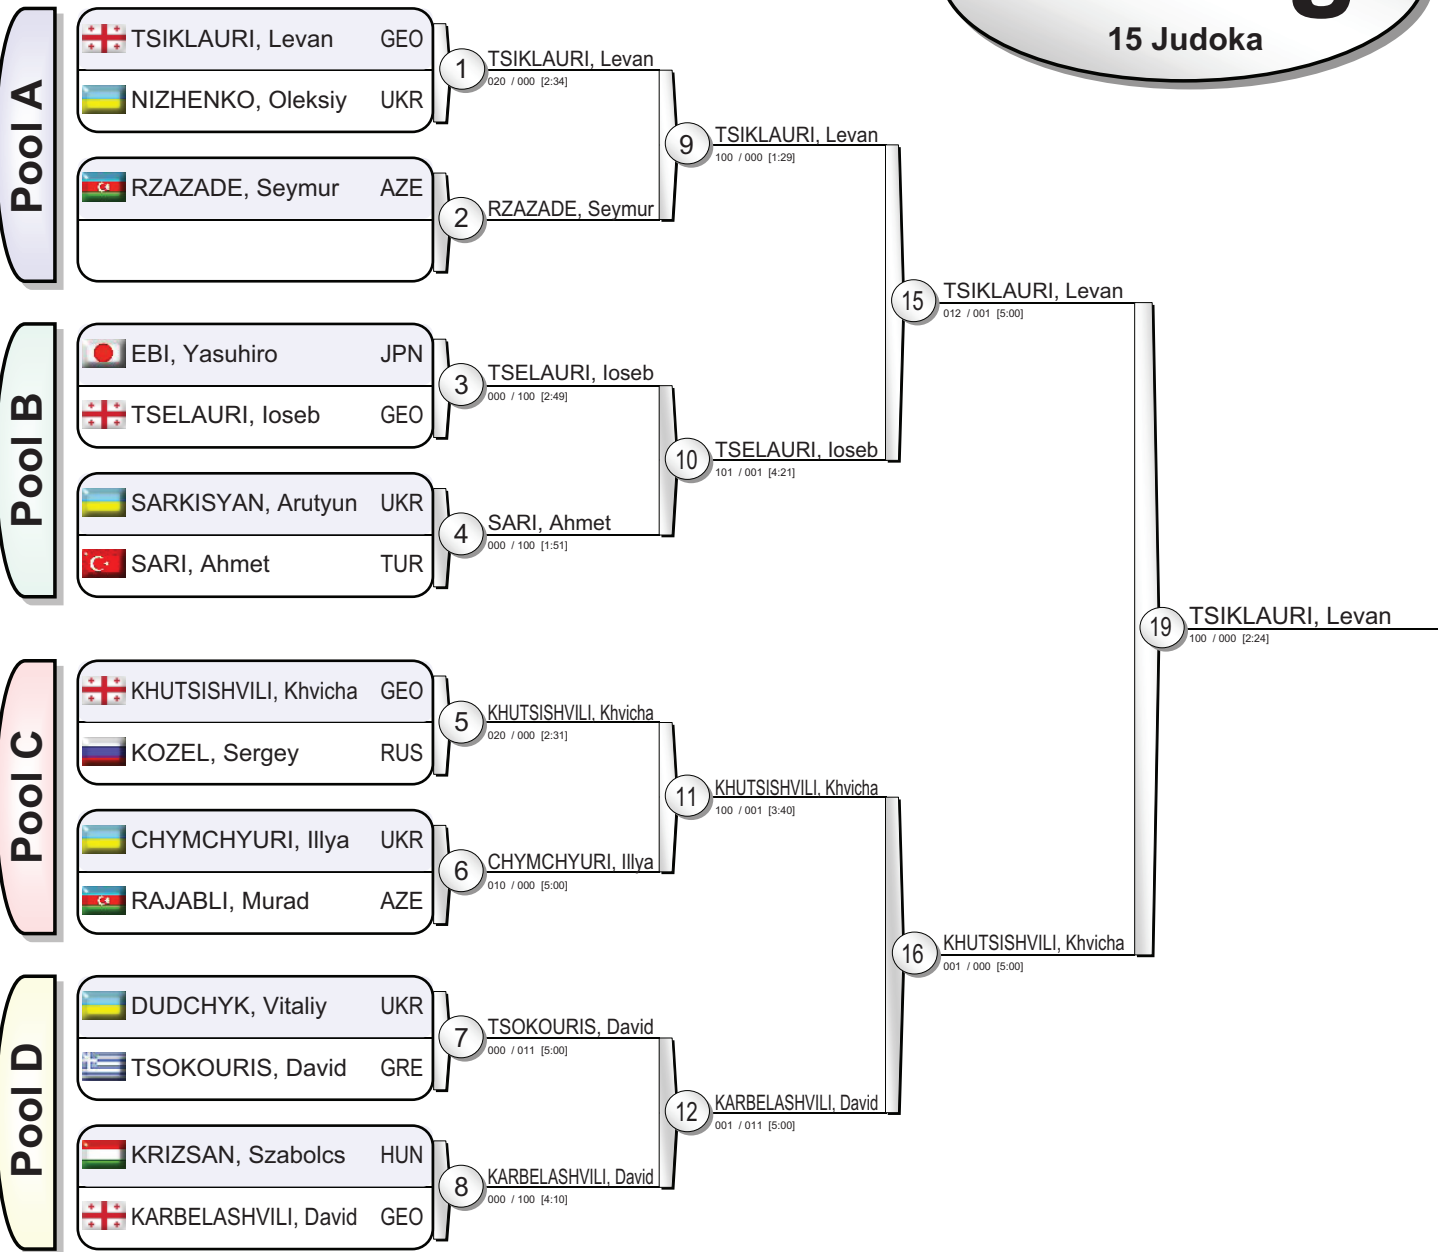 15 Judoka
Pool A
TSIKLAURI, Levan GEO
NIZHENKO, Oleksiy UKR
RZAZADE, Seymur AZE
1
TSIKLAURI, Levan
020 / 000 [2:34]
2
RZAZADE, Seymur
9
TSIKLAURI, Levan
100 / 000 [1:29]
Pool B
EBI, Yasuhiro JPN
TSELAURI, Ioseb GEO
SARKISYAN, Arutyun UKR
SARI, Ahmet TUR
3
TSELAURI, Ioseb
000 / 100 [2:49]
4
SARI, Ahmet
000 / 100 [1:51]
10
TSELAURI, Ioseb
101 / 001 [4:21]
15
TSIKLAURI, Levan
012 / 001 [5:00]
Pool C
KHUTSISHVILI, Khvicha GEO
KOZEL, Sergey RUS
CHYMCHYURI, Illya UKR
RAJABLI, Murad AZE
5
KHUTSISHVILI, Khvicha
020 / 000 [2:31]
6
CHYMCHYURI, Illya
010 / 000 [5:00]
11
KHUTSISHVILI, Khvicha
100 / 001 [3:40]
Pool D
DUDCHYK, Vitaliy UKR
TSOKOURIS, David GRE
KRIZSAN, Szabolcs HUN
KARBELASHVILI, David GEO
7
TSOKOURIS, David
000 / 011 [5:00]
8
KARBELASHVILI, David
000 / 100 [4:10]
12
KARBELASHVILI, David
001 / 011 [5:00]
16
KHUTSISHVILI, Khvicha
001 / 000 [5:00]
19
TSIKLAURI, Levan
100 / 000 [2:24]